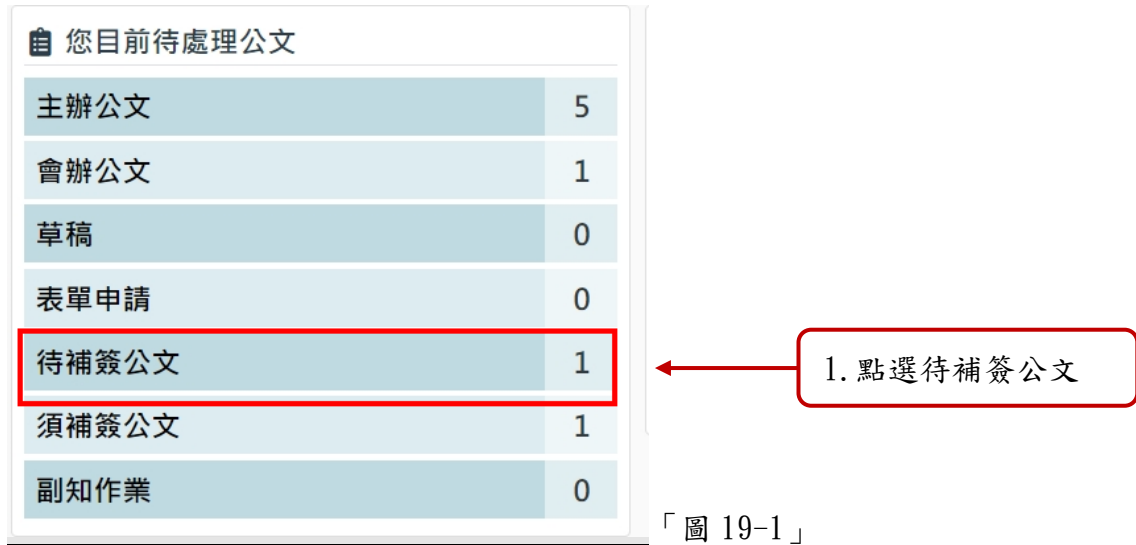 您目前待處理公文
主辦公文 5
會辦公文 1
草稿 0
表單申請 0
待補簽公文 1
1.點選待補簽公文
須補簽公文 1
副知作業 0
「圖 19-1」